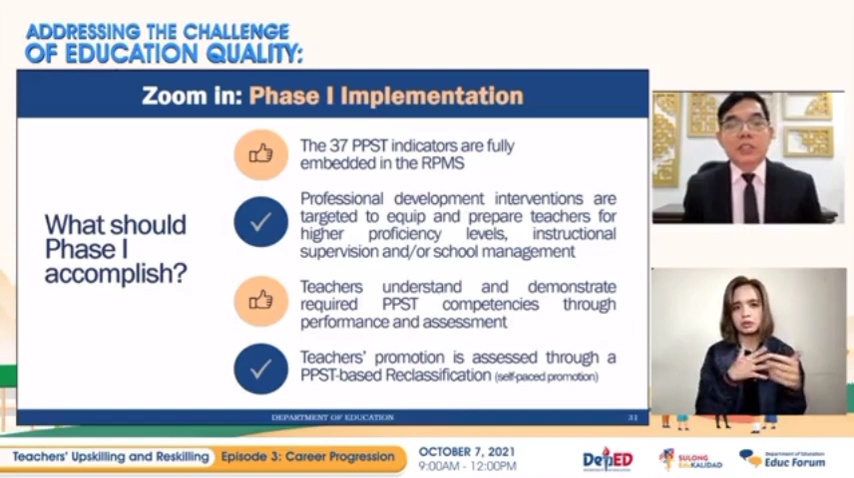 ADDRESSING THE CHALLENGE
OF EDUCATION QUALITY:
Zoom in: Phase I Implementation
What should
Phase I
accomplish?
The 37 PPST indicators are fully
embedded in the RPMS
Professional development interventions are
targeted to equip and prepare teachers for
higher proficiency levels, instructional
supervision and/or school management
Teachers understand and demonstrate
required PPST competencies through
performance and assessment
Teachers' promotion is assessed through a
PPST-based Reclassification (self-paced promotion)
DEPARTMENT OF EDUCATION
31
Teachers' Upskilling and Reskilling
Episode 3: Career Progression
OCTOBER 7, 2021
9:00AM - 12:00PM
DepED
SULONG
EduKALIDAD
Department of Education
Educ Forum